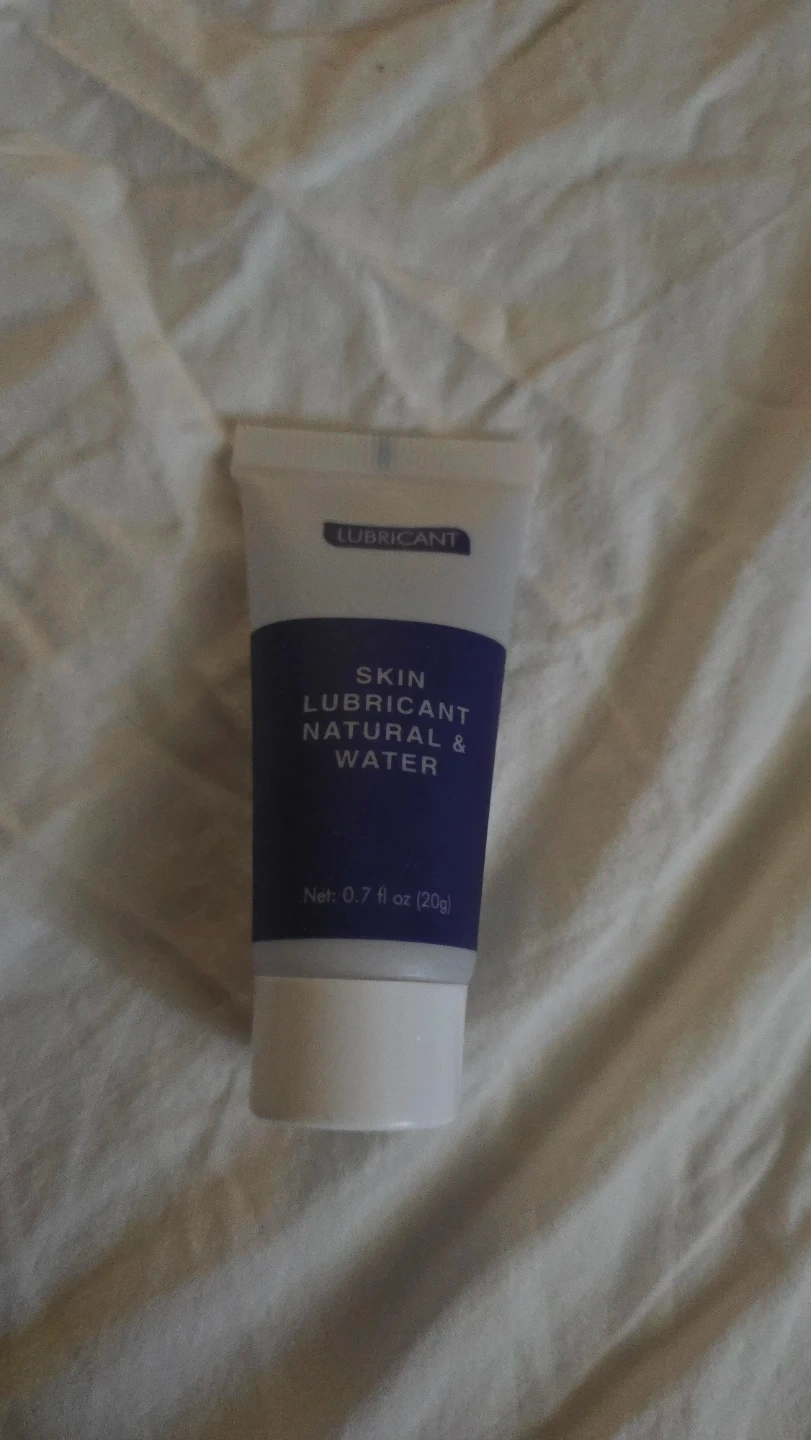 LUBRICANT
SKIN
LUBRICANT
NATURAL &
WATER
Net: 0.7 fl oz (20g)